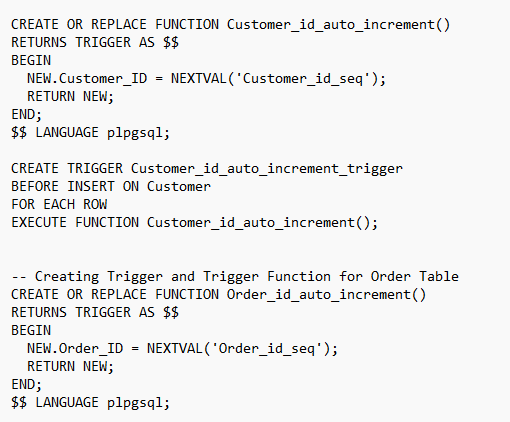 CREATE OR REPLACE FUNCTION Customer_id_auto_increment()
RETURNS TRIGGER AS $$
BEGIN
  NEW.Customer_ID = NEXTVAL('Customer_id_seq');
  RETURN NEW;
END;
$$ LANGUAGE plpgsql;

CREATE TRIGGER Customer_id_auto_increment_trigger
BEFORE INSERT ON Customer
FOR EACH ROW
EXECUTE FUNCTION Customer_id_auto_increment();

-- Creating Trigger and Trigger Function for Order Table
CREATE OR REPLACE FUNCTION Order_id_auto_increment()
RETURNS TRIGGER AS $$
BEGIN
  NEW.Order_ID = NEXTVAL('Order_id_seq');
  RETURN NEW;
END;
$$ LANGUAGE plpgsql;